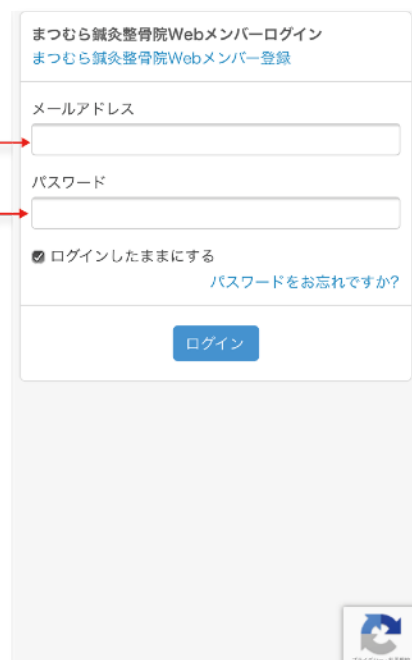 まつむら鍼灸整骨院Webメンバーログイン
まつむら鍼灸整骨院Webメンバー登録
メールアドレス
パスワード
ログインしたままにする
パスワードをお忘れですか?
ログイン